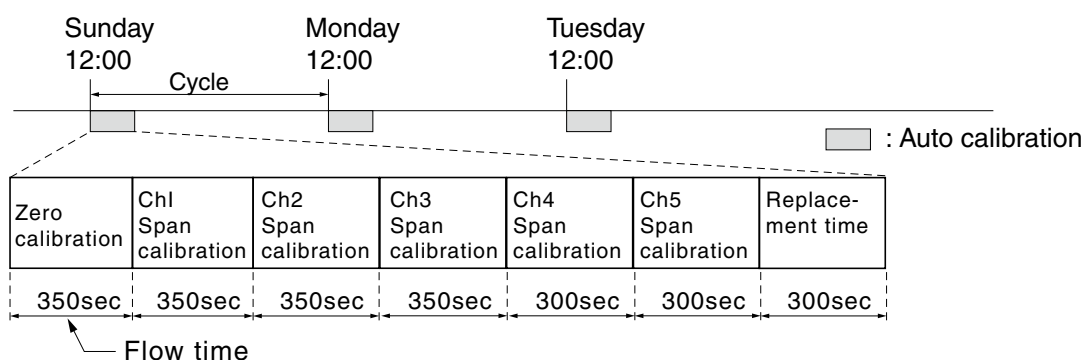 Sunday
12:00
Monday
12:00
Tuesday
12:00
Cycle
: Auto calibration
Zero
calibration
Chl
Span
calibration
Ch2
Span
calibration
Ch3
Span
calibration
Ch4
Span
calibration
Ch5
Span
calibration
Replace-
ment time
350sec
350sec
350sec
350sec
300sec
300sec
300sec
Flow time